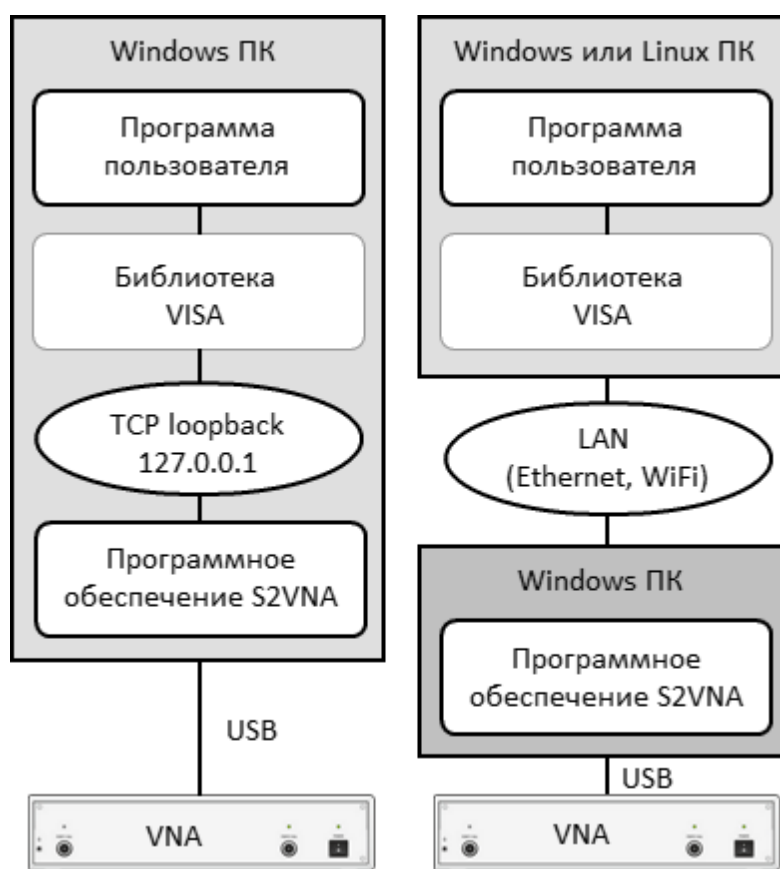 Windows ПК
Программа
пользователя
Библиотека
VISA
TCP loopback
127.0.0.1
Программное
обеспечение S2VNA
USB
VNA
Windows или Linux ПК
Программа
пользователя
Библиотека
VISA
LAN
(Ethernet, WiFi)
Windows ПК
Программное
обеспечение S2VNA
USB
VNA